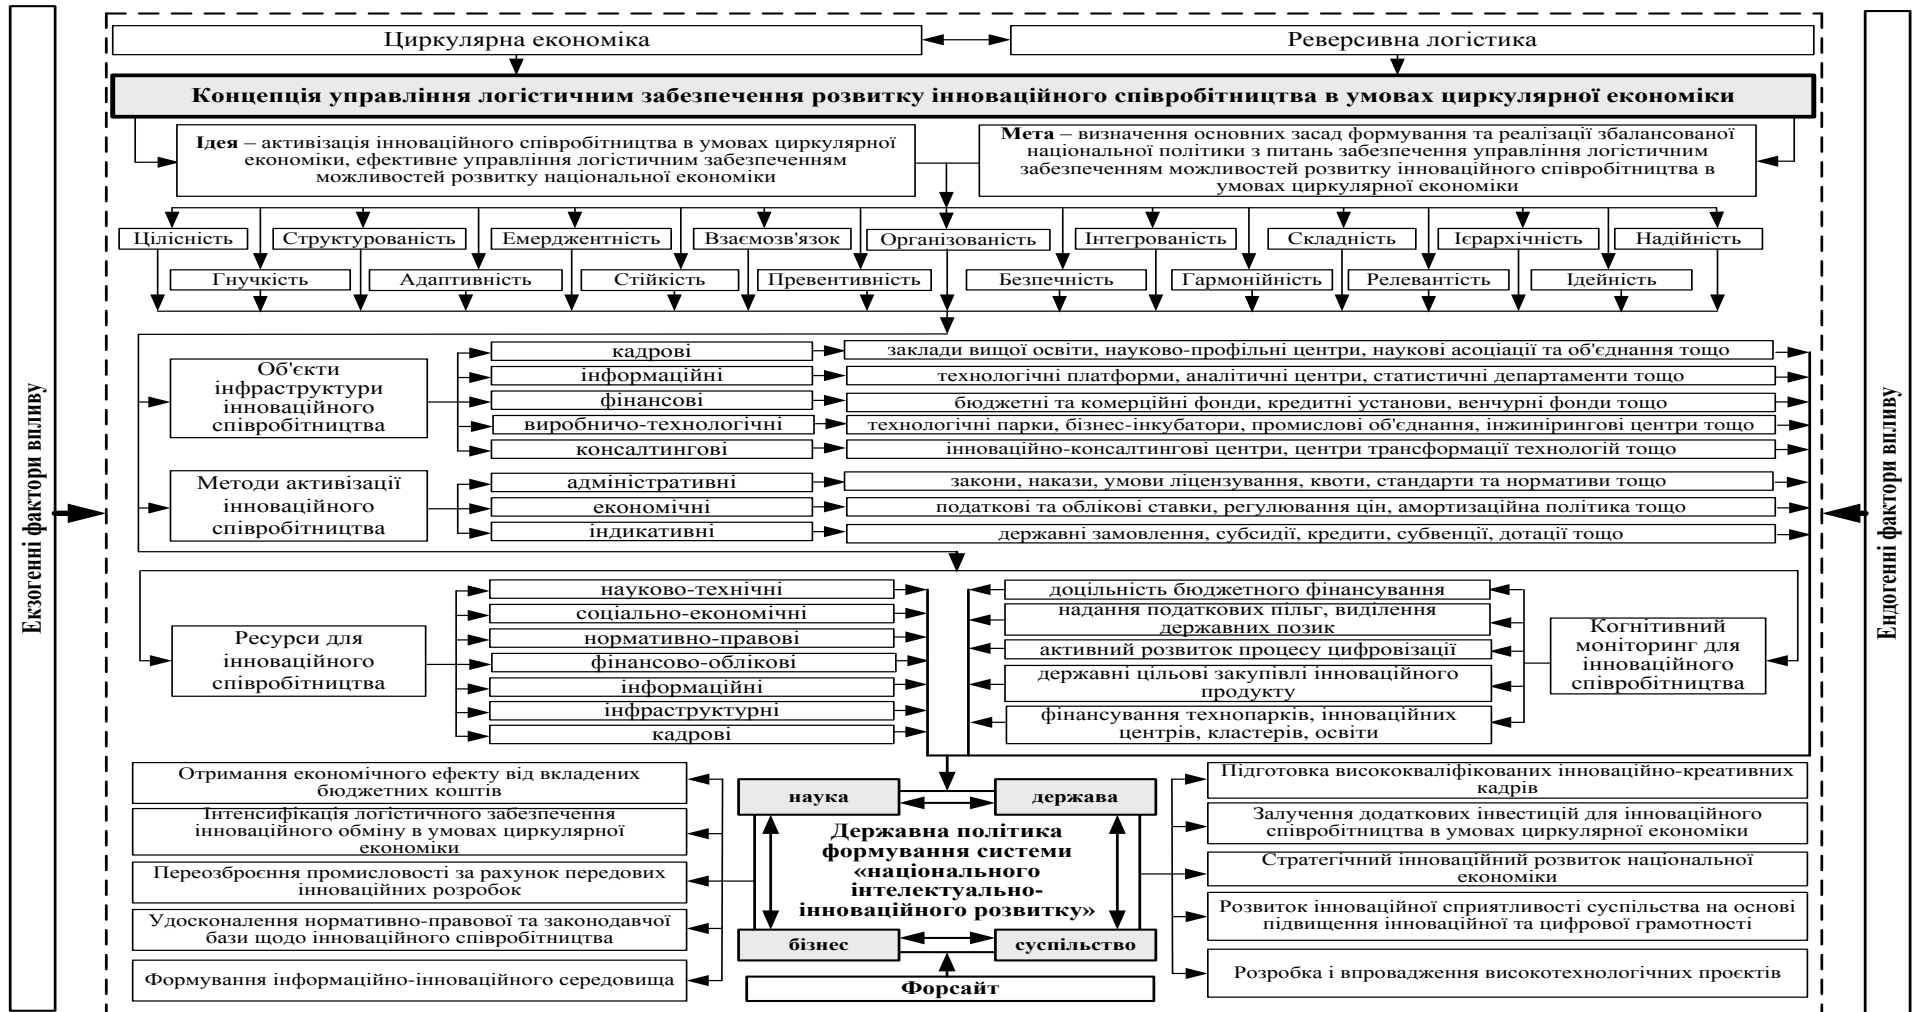 Екзогенні фактори впливу
Циркулярна економіка
Реверсивна логістика
Концепція управління логістичним забезпечення розвитку інноваційного співробітництва в умовах циркулярної економіки
Ідея – активізація інноваційного співробітництва в умовах циркулярної
економіки, ефективне управління логістичним забезпеченням
можливостей розвитку національної економіки
Мета – визначення основних засад формування та реалізації збалансованої
національної політики з питань забезпечення управління логістичним
забезпеченням можливостей розвитку інноваційного співробітництва в
умовах циркулярної економіки
Цілісність
Структурованість
Емерджентність
Взаємозв'язок
Організованість
Інтегрованість
Складність
Ієрархічність
Надійність
Гнучкість
Адаптивність
Стійкість
Превентивність
Безпечність
Гармонійність
Релевантість
Ідейність
Об'єкти
інфраструктури
інноваційного
співробітництва
кадрові
заклади вищої освіти, науково-профільні центри, наукові асоціації та об'єднання тощо
інформаційні
технологічні платформи, аналітичні центри, статистичні департаменти тощо
фінансові
бюджетні та комерційні фонди, кредитні установи, венчурні фонди тощо
виробничо-технологічні
технологічні парки, бізнес-інкубатори, промислові об'єднання, інжинірингові центри тощо
консалтингові
інноваційно-консалтингові центри, центри трансформації технологій тощо
Методи активізації
інноваційного
співробітництва
адміністративні
закони, накази, умови ліцензування, квоти, стандарти та нормативи тощо
економічні
податкові та облікові ставки, регулювання цін, амортизаційна політика тощо
індикативні
державні замовлення, субсидії, кредити, субвенції, дотації тощо
Ресурси для
інноваційного
співробітництва
науково-технічні
соціально-економічні
нормативно-правові
фінансово-облікові
інформаційні
інфраструктурні
кадрові
доцільність бюджетного фінансування
надання податкових пільг, виділення
державних позик
активний розвиток процесу цифровізації
державні цільові закупівлі інноваційного
продукту
фінансування технопарків, інноваційних
центрів, кластерів, освіти
Когнітивний
моніторинг для
інноваційного
співробітництва
Отримання економічного ефекту від вкладених
бюджетних коштів
Інтенсифікація логістичного забезпечення
інноваційного обміну в умовах циркулярної
економіки
Переозброєння промисловості за рахунок передових
інноваційних розробок
Удосконалення нормативно-правової та законодавчої
бази щодо інноваційного співробітництва
Формування інформаційно-інноваційного середовища
наука
держава
Державна політика
формування системи
«національного
інтелектуально-
інноваційного розвитку»
бізнес
суспільство
Форсайт
Підготовка висококваліфікованих інноваційно-креативних
кадрів
Залучення додаткових інвестицій для інноваційного
співробітництва в умовах циркулярної економіки
Стратегічний інноваційний розвиток національної
економіки
Розвиток інноваційної сприятливості суспільства на основі
підвищення інноваційної та цифрової грамотності
Розробка і впровадження високотехнологічних проєктів
Ендогенні фактори впливу